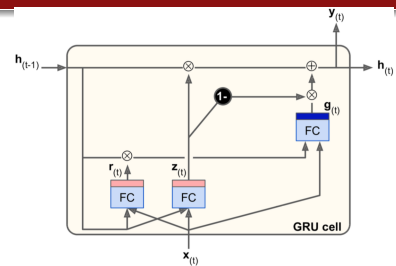 y(t)
h(t-1)
h(t)
1-
g(t)
FC
r(t)
z(t)
FC
FC
GRU cell
x(t)